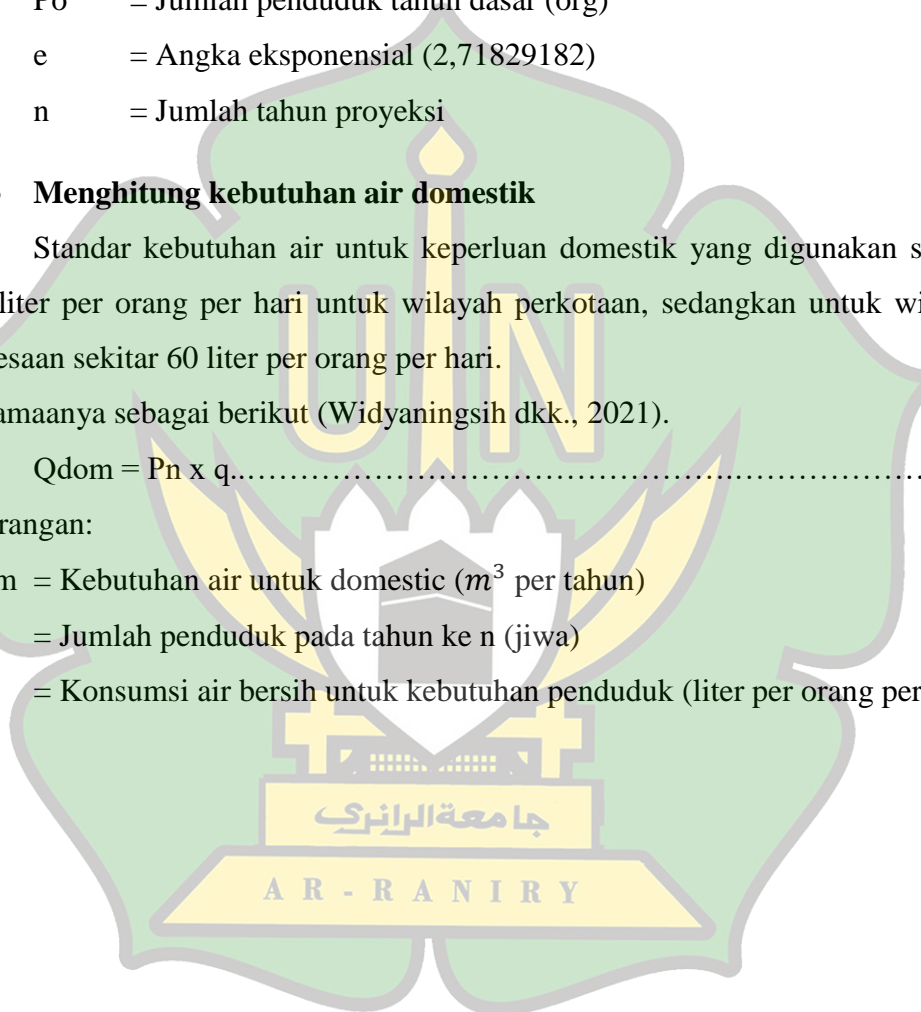 = Jumlah penduduk tahun dasar (org)
e = Angka eksponensial (2,71829182)
n = Jumlah tahun proyeksi
Menghitung kebutuhan air domestik
Standar kebutuhan air untuk keperluan domestik yang digunakan
liter per orang per hari untuk wilayah perkotaan, sedangkan untuk
esaan sekitar 60 liter per orang per hari.
amaanya sebagai berikut (Widyaningsih dkk., 2021).
Qdom = Pn x q..………………………………………….…………………
rangan:
m = Kebutuhan air untuk domestic (m³ per tahun)
= Jumlah penduduk pada tahun ke n (jiwa)
= Konsumsi air bersih untuk kebutuhan penduduk (liter per orang per
UIN
جامعةالرانري
AR-RANIRY